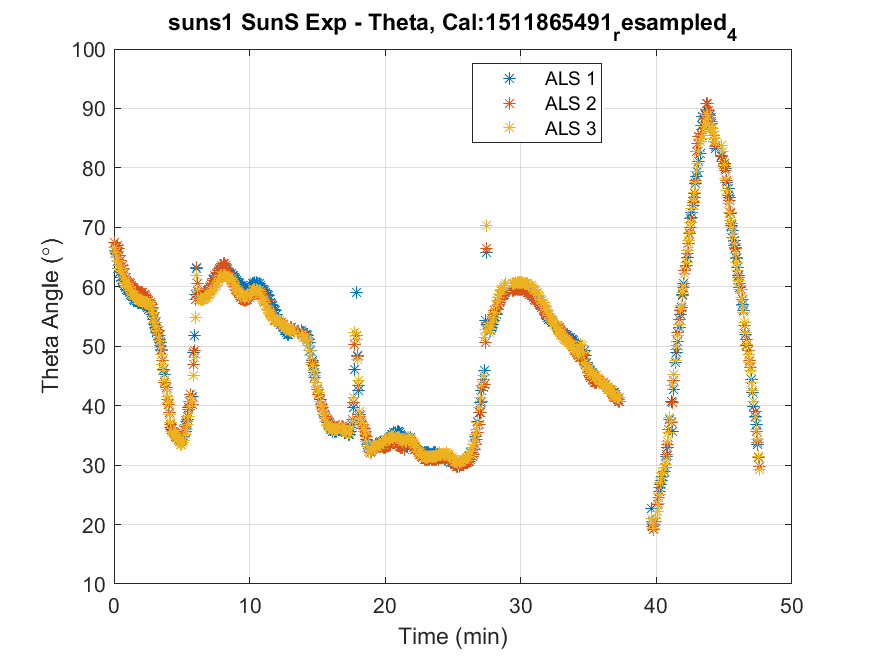 suns1 SunS Exp - Theta, Cal:1511865491_resampled_4
100
90
80
70
60
50
40
30
20
10
ALS 1
ALS 2
ALS 3
Theta Angle (°)
0 10 20 30 40 50
Time (min)